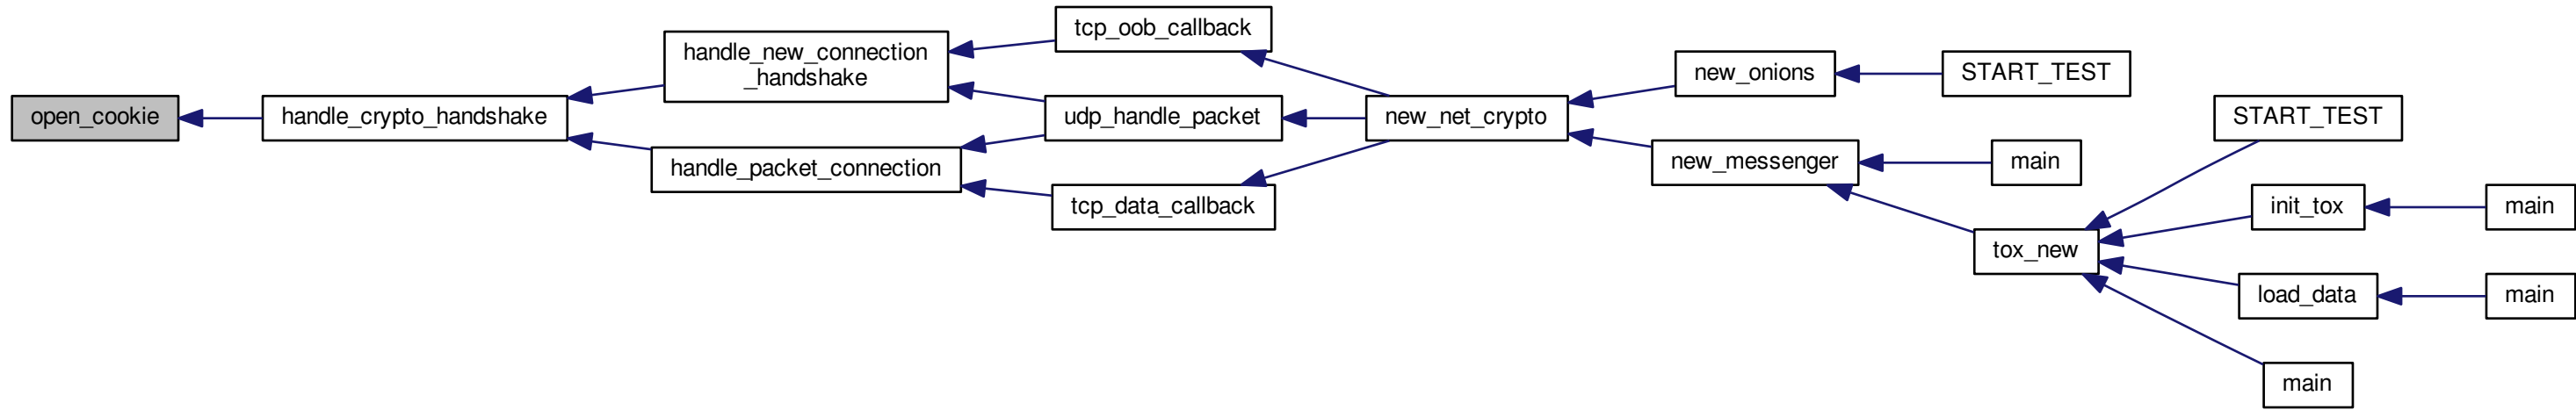 open_cookie
handle_crypto_handshake
handle_new_connection
_handshake
handle_packet_connection
tcp_oob_callback
udp_handle_packet
tcp_data_callback
new_net_crypto
new_onions
START_TEST
new_messenger
main
tox_new
START_TEST
init_tox
main
load_data
main
main